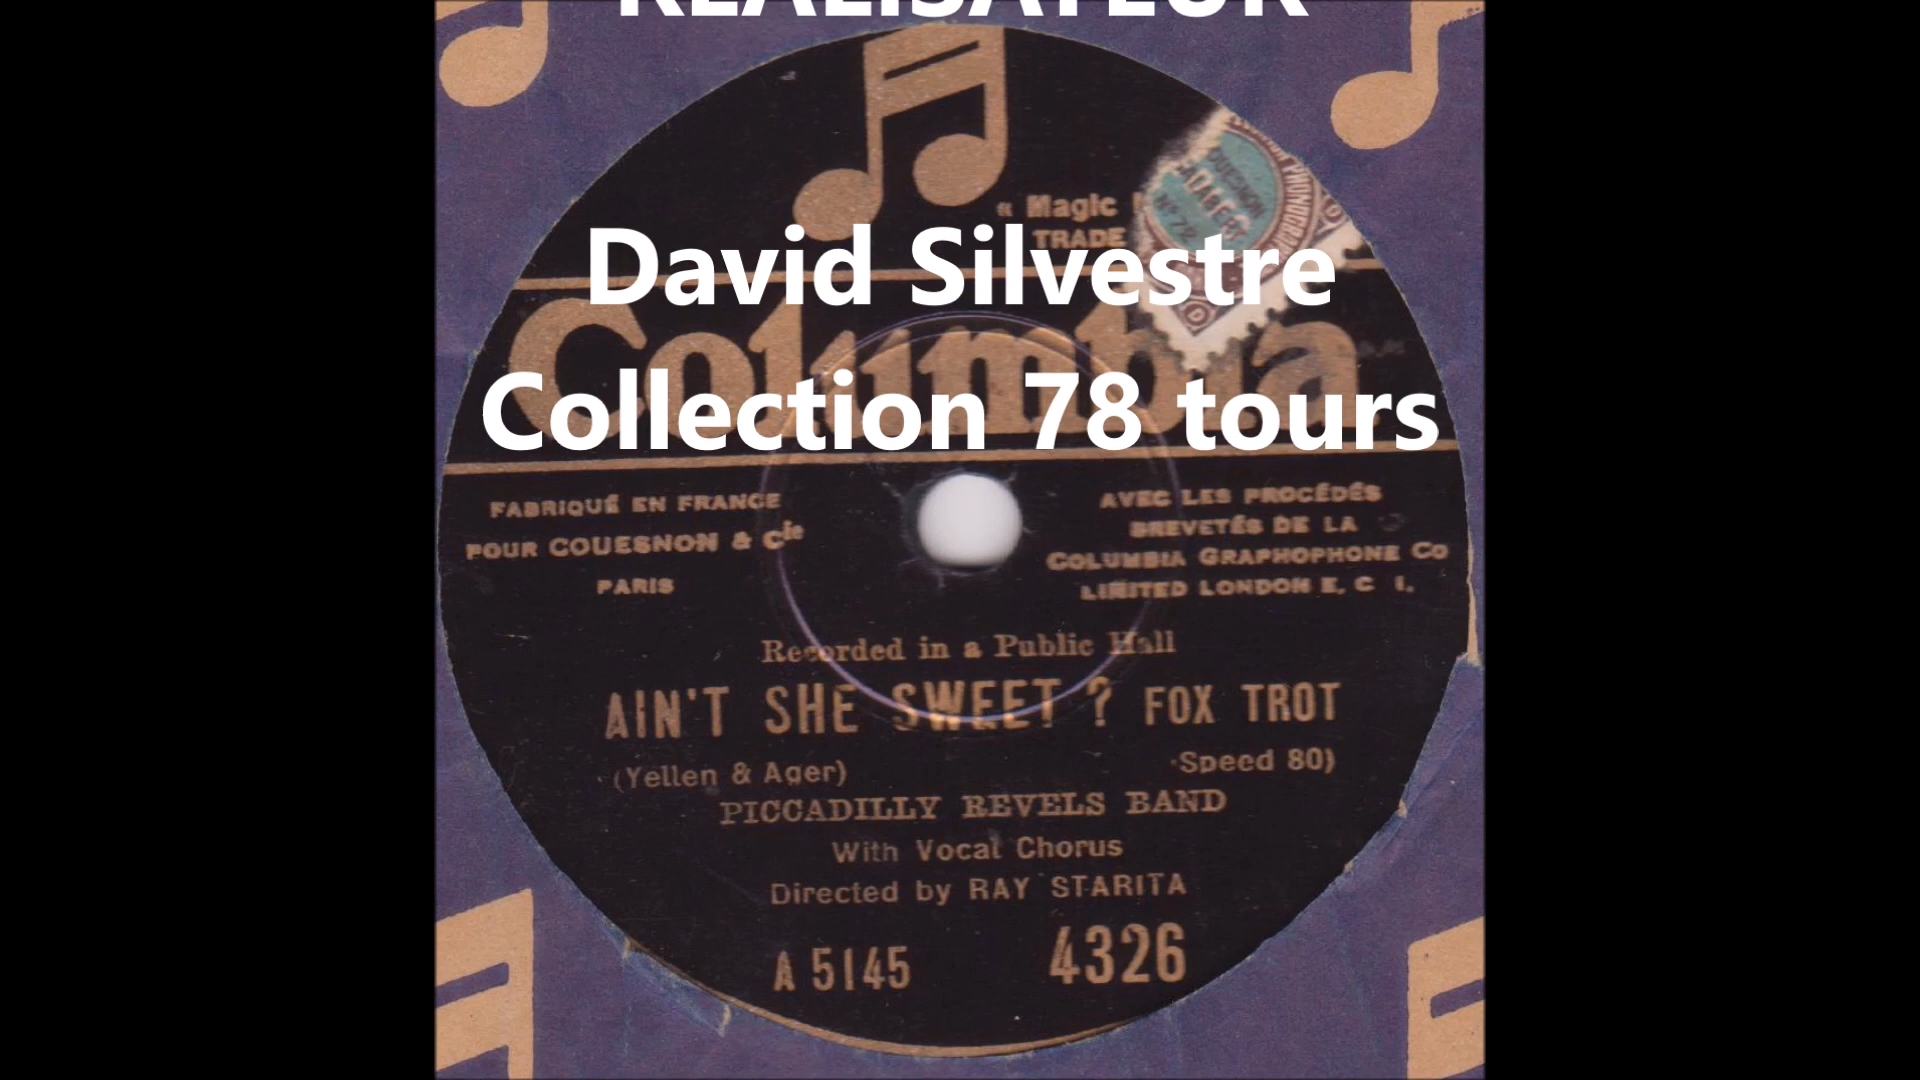 RÉALISATEUR
« Magic
TRADE
David Silvestre
Columbia
Collection 78 tours
FABRIQUÉ EN FRANCE
POUR COUESNON & Cie
PARIS
AVEC LES PROCÉDÉS
BREVETÉS DE LA
COLUMBIA GRAPHOPHONE Co
LIMITED LONDON E, C 1.
Recorded in a Public Hall
AIN'T SHE SWEET ? FOX TROT
(Yellen & Ager) Speed 80)
PICCADILLY REVELS BAND
With Vocal Chorus
Directed by RAY STARITA
A 5145 4326